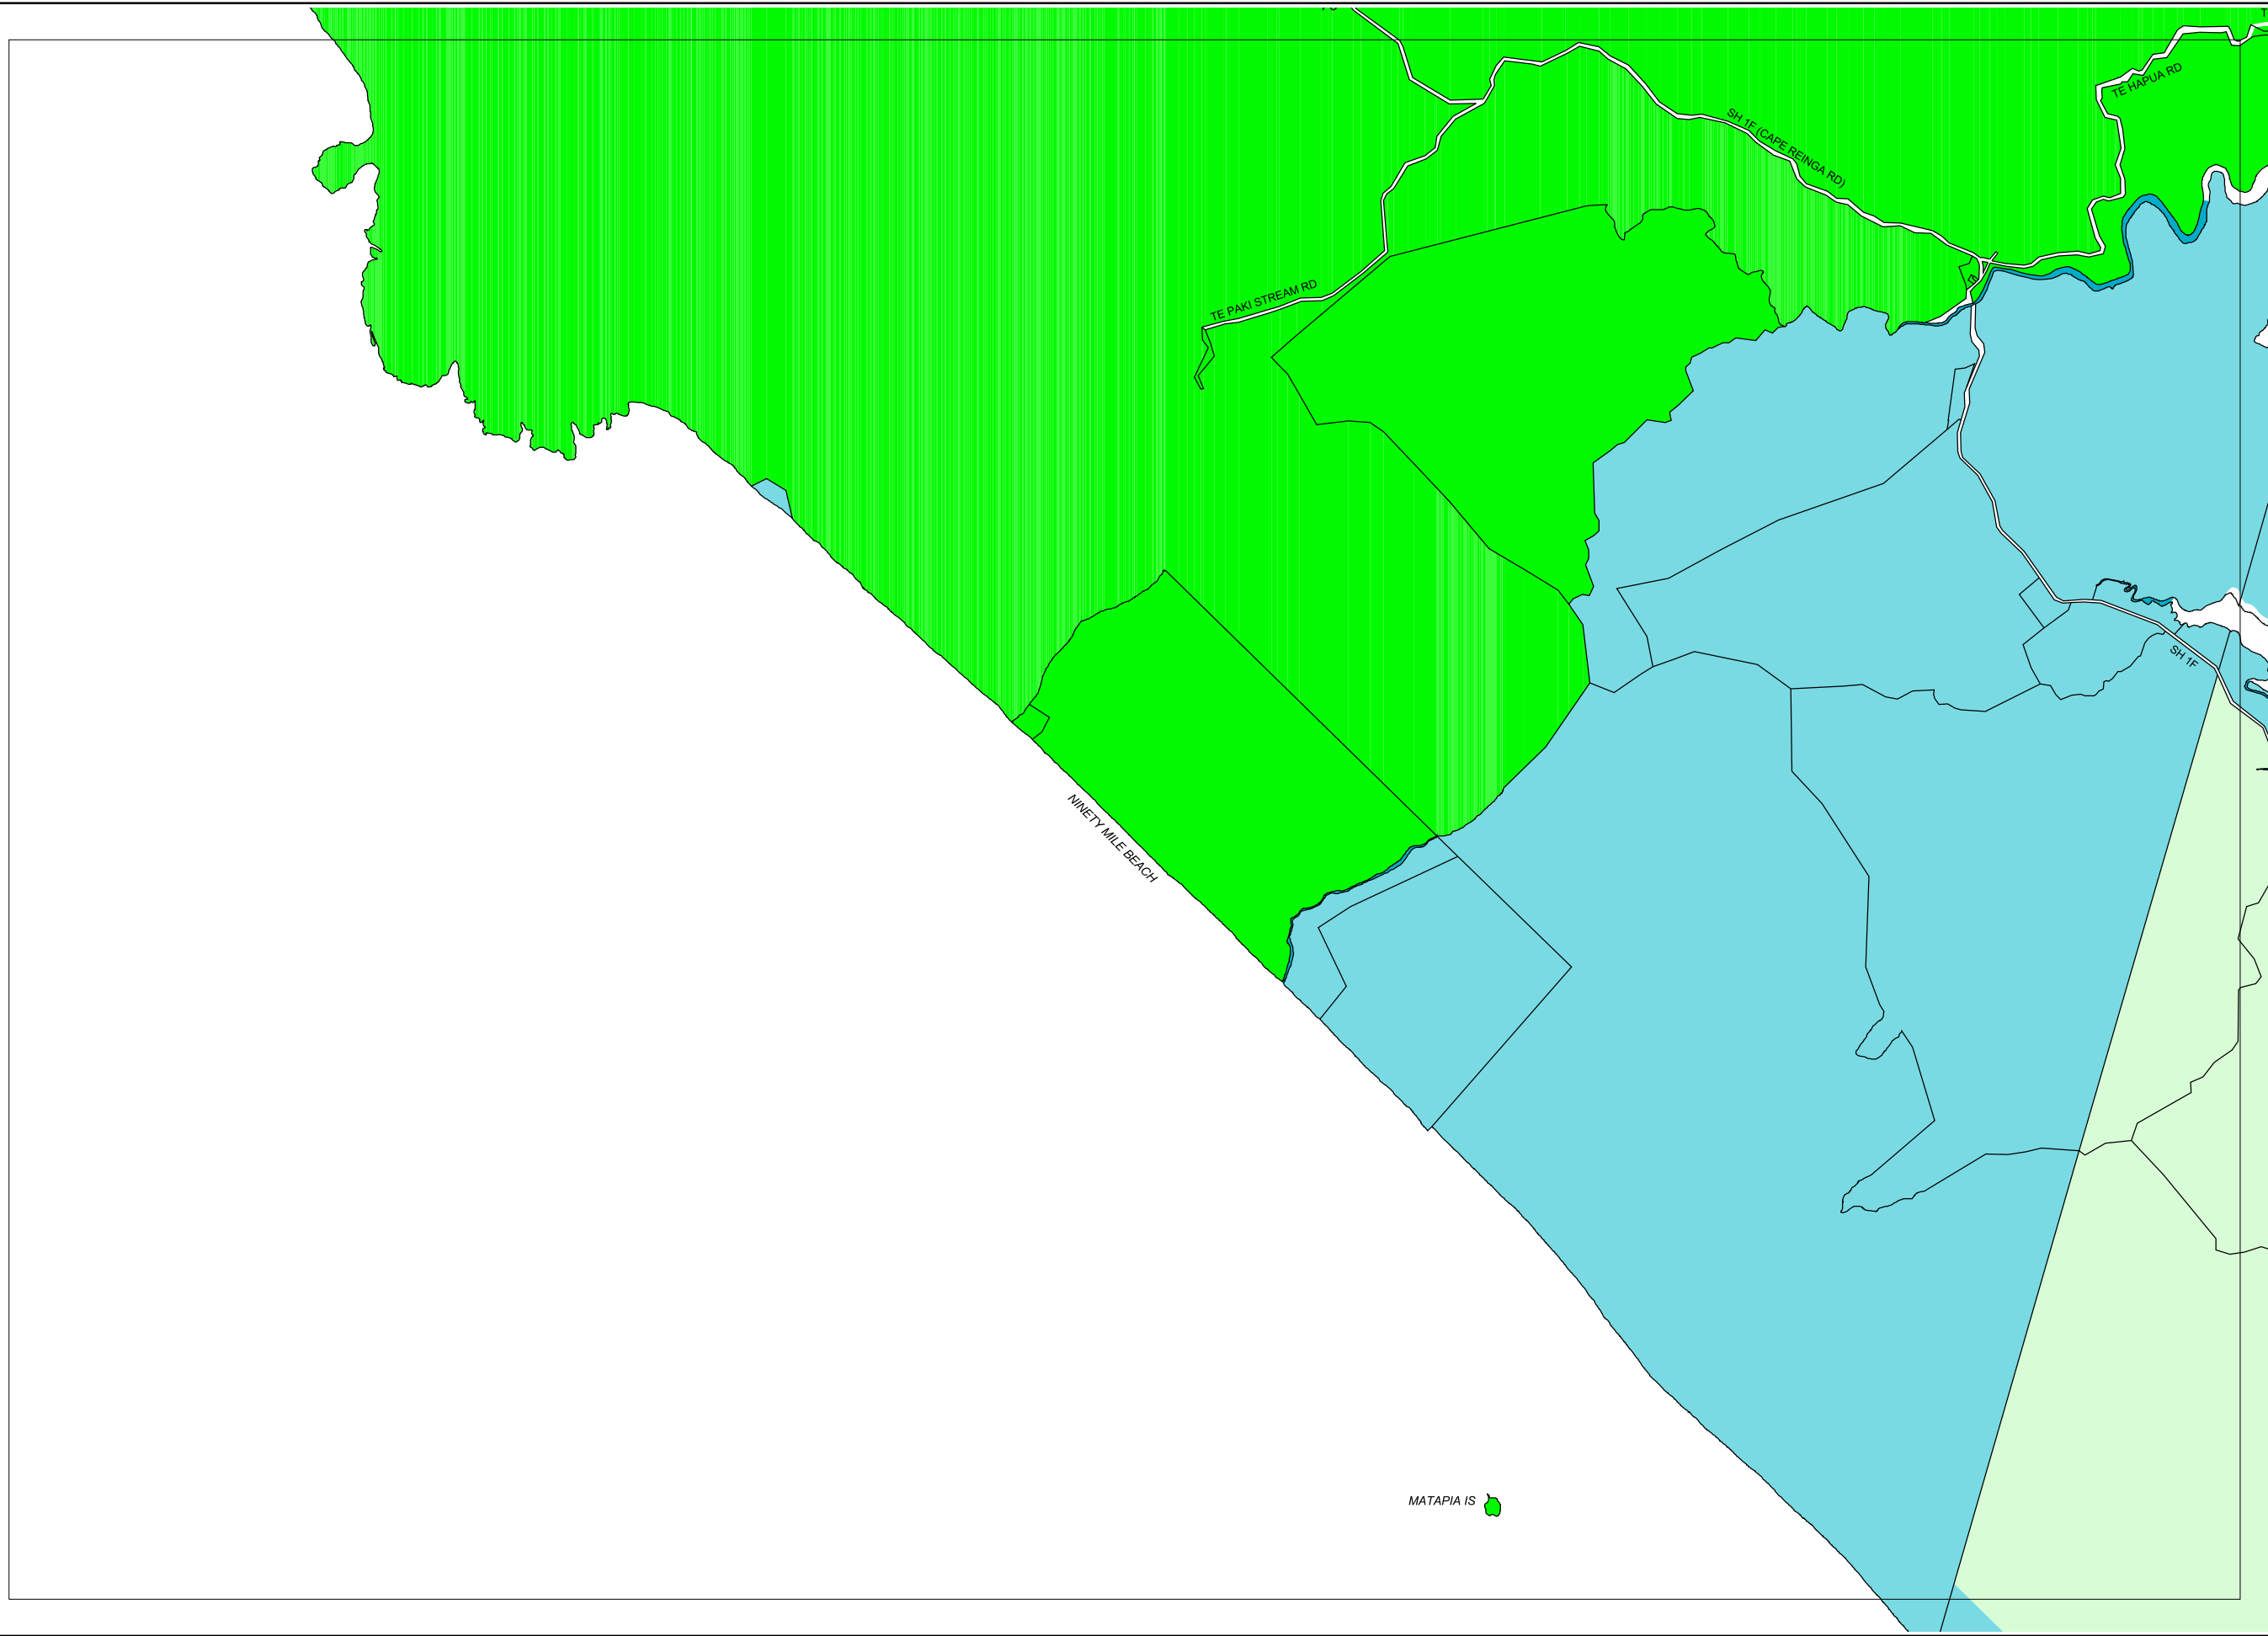 TE HAPUA RD
SH 1F (CAPE REINGA RD)
TE PAKI STREAM RD
SH 1F
NINETY MILE BEACH
MATAPIA IS